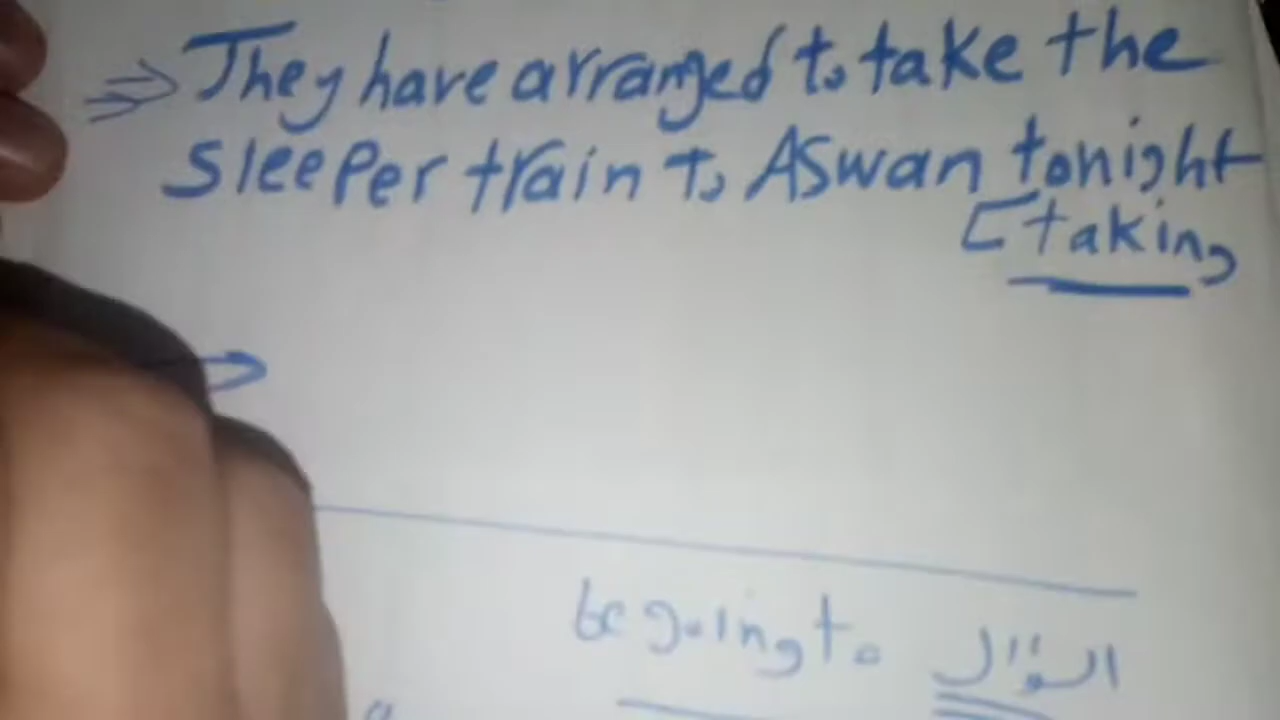 They have arranged to take the
sleeper train to Aswan tonight
[taking
be going to السؤال